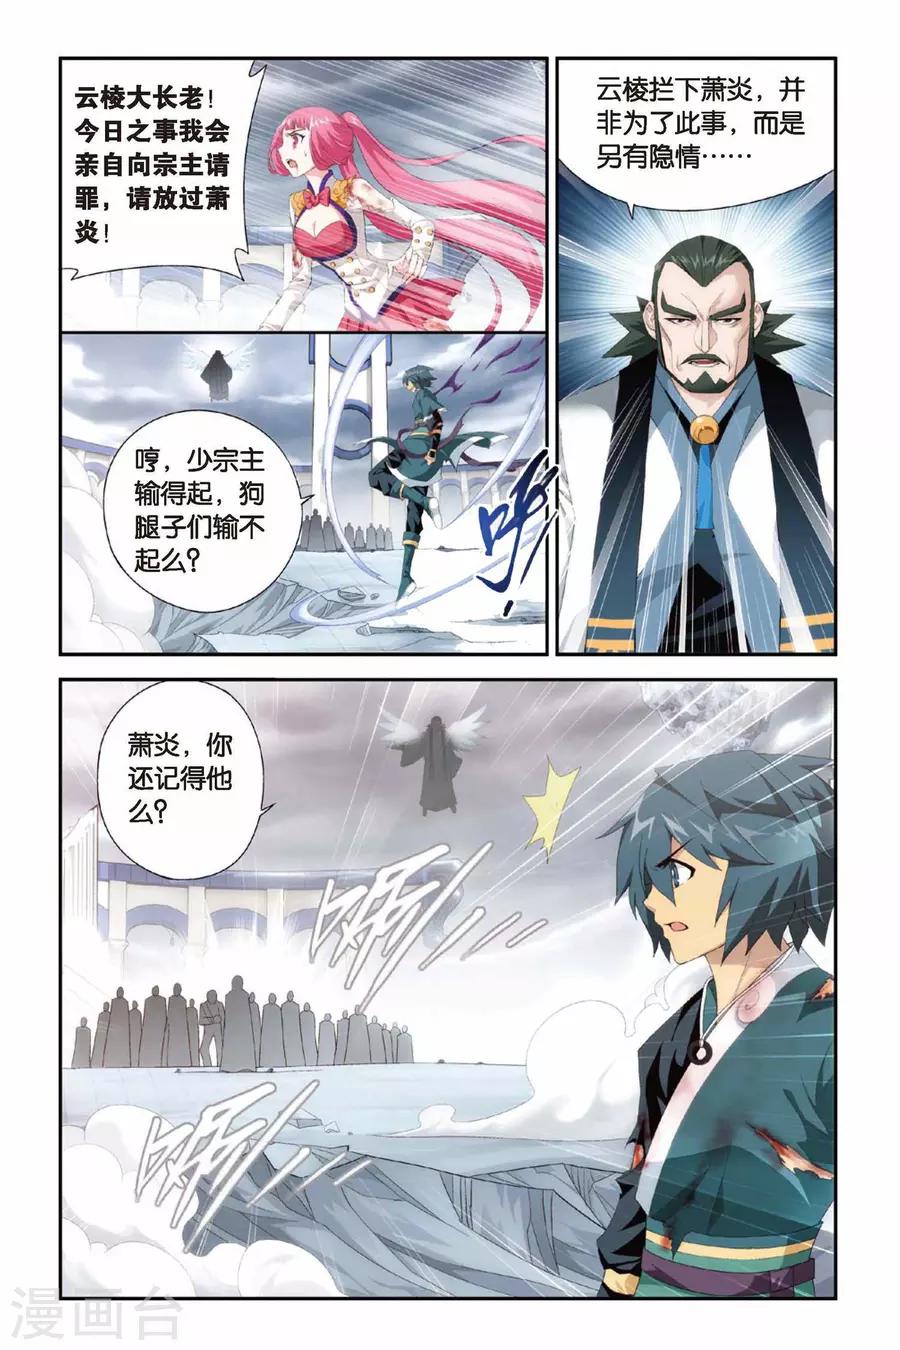 云棱大长老！
今日之事我会
亲自向宗主请
罪，请放过萧
炎！
云棱拦下萧炎，并
非为了此事，而是
另有隐情……
哼，少宗主
输得起，狗
腿子们输不
起么？
呼
萧炎，你
还记得他
么？
唰
唰
漫画台